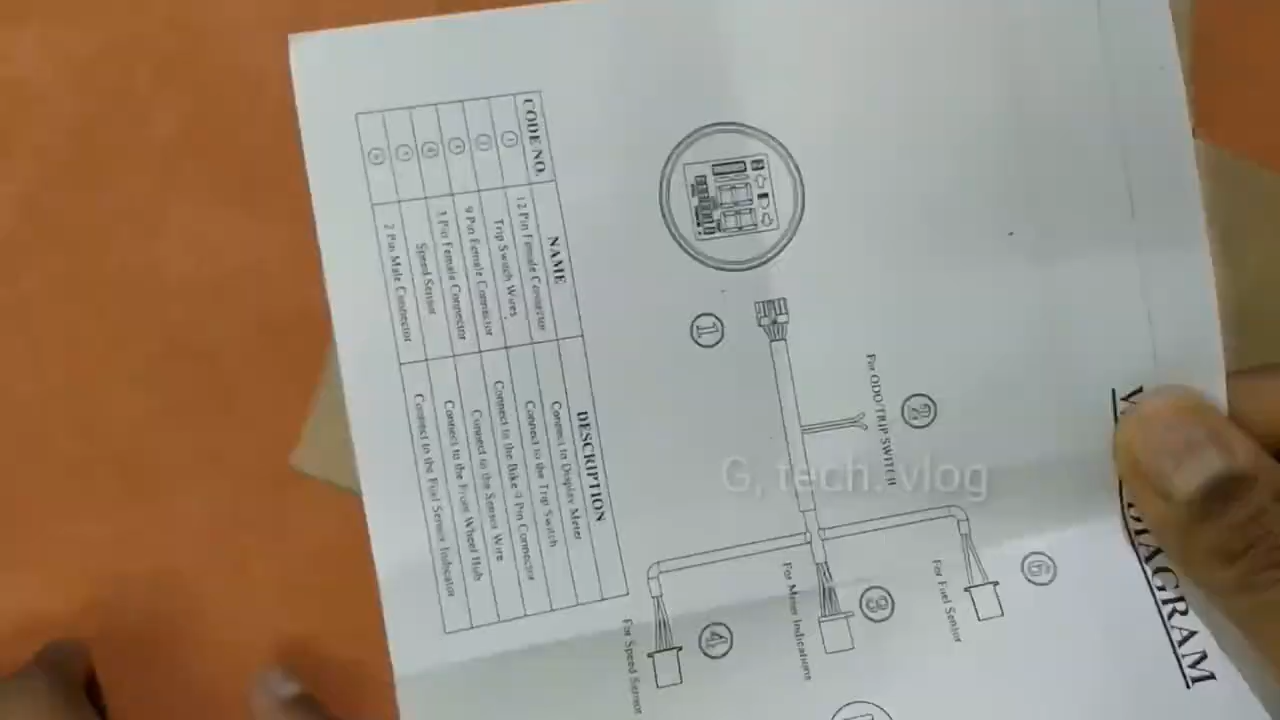 DIAGRAM
2
For ODO/TRIP SWITCH
1
6
For Fuel Sensor
3
For Meter Indications
4
For Speed Sensor
CODE NO. NAME DESCRIPTION
1 12 Pin Female Connector Connect to Display Meter
2 Trip Switch Wires Connect to the Trip Switch
3 9 Pin Female Connector Connect to the Bike 9 Pin Connector
4 3 Pin Female Connector Connect to the Sensor Wire
5 Speed Sensor Connect to the Front Wheel Hub
6 2 Pin Male Connector Connect to the Fuel Sensor Indicator
G, tech. vlog